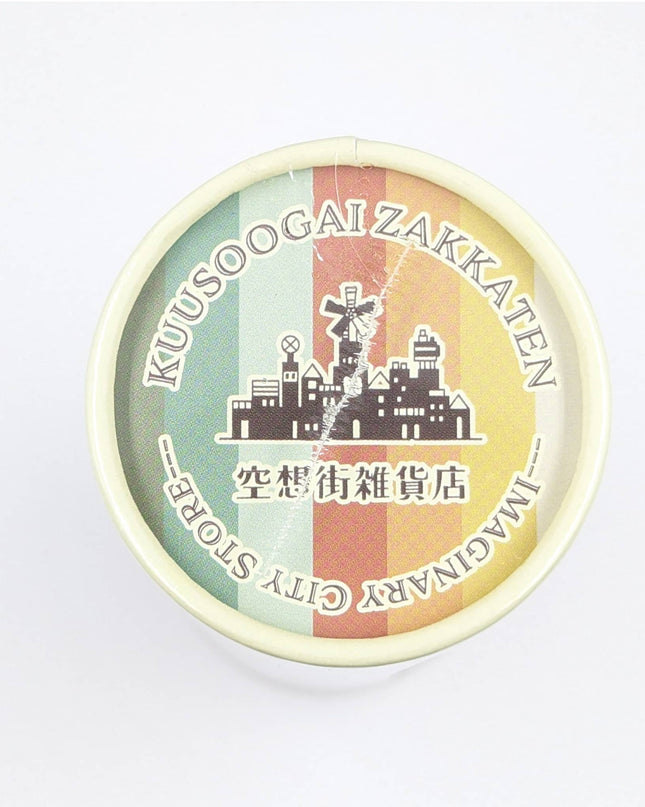 KUUSOOGAI ZAKKATEN
空想街雑貨店
IMAGINARY CITY STORE